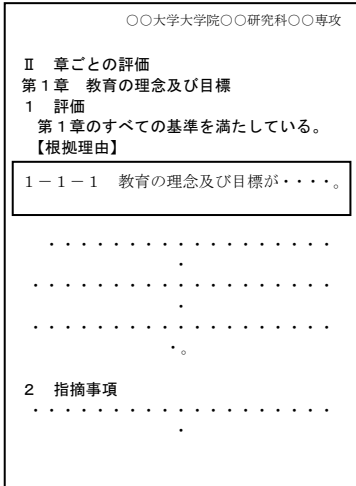 ○○大学大学院○○研究科○○専攻
Ⅱ 章ごとの評価
第1章 教育の理念及び目標
1 評価
第1章のすべての基準を満たしている。
【根拠理由】
1-1-1 教育の理念及び目標が・・・・。
・・・・・・・・・・・・・・・・・
・
・・・・・・・・・・・・・・・・・・
・
・・・・・・・・・・・・・・・・・・
・。
2 指摘事項
・・・・・・・・・・・・・・・・・・
・